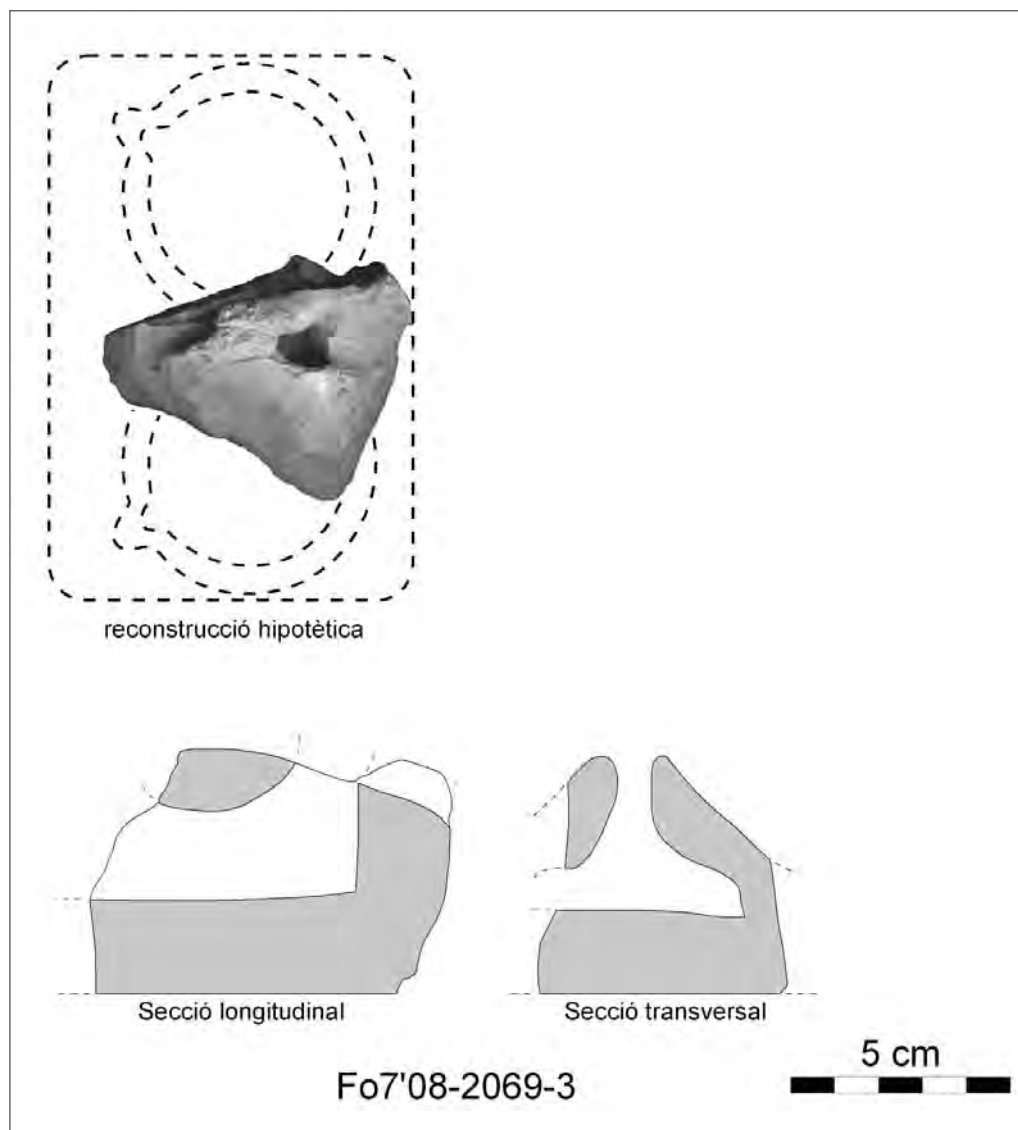 reconstrucció hipotètica
Secció longitudinal
Secció transversal
Fo7'08-2069-3
5 cm